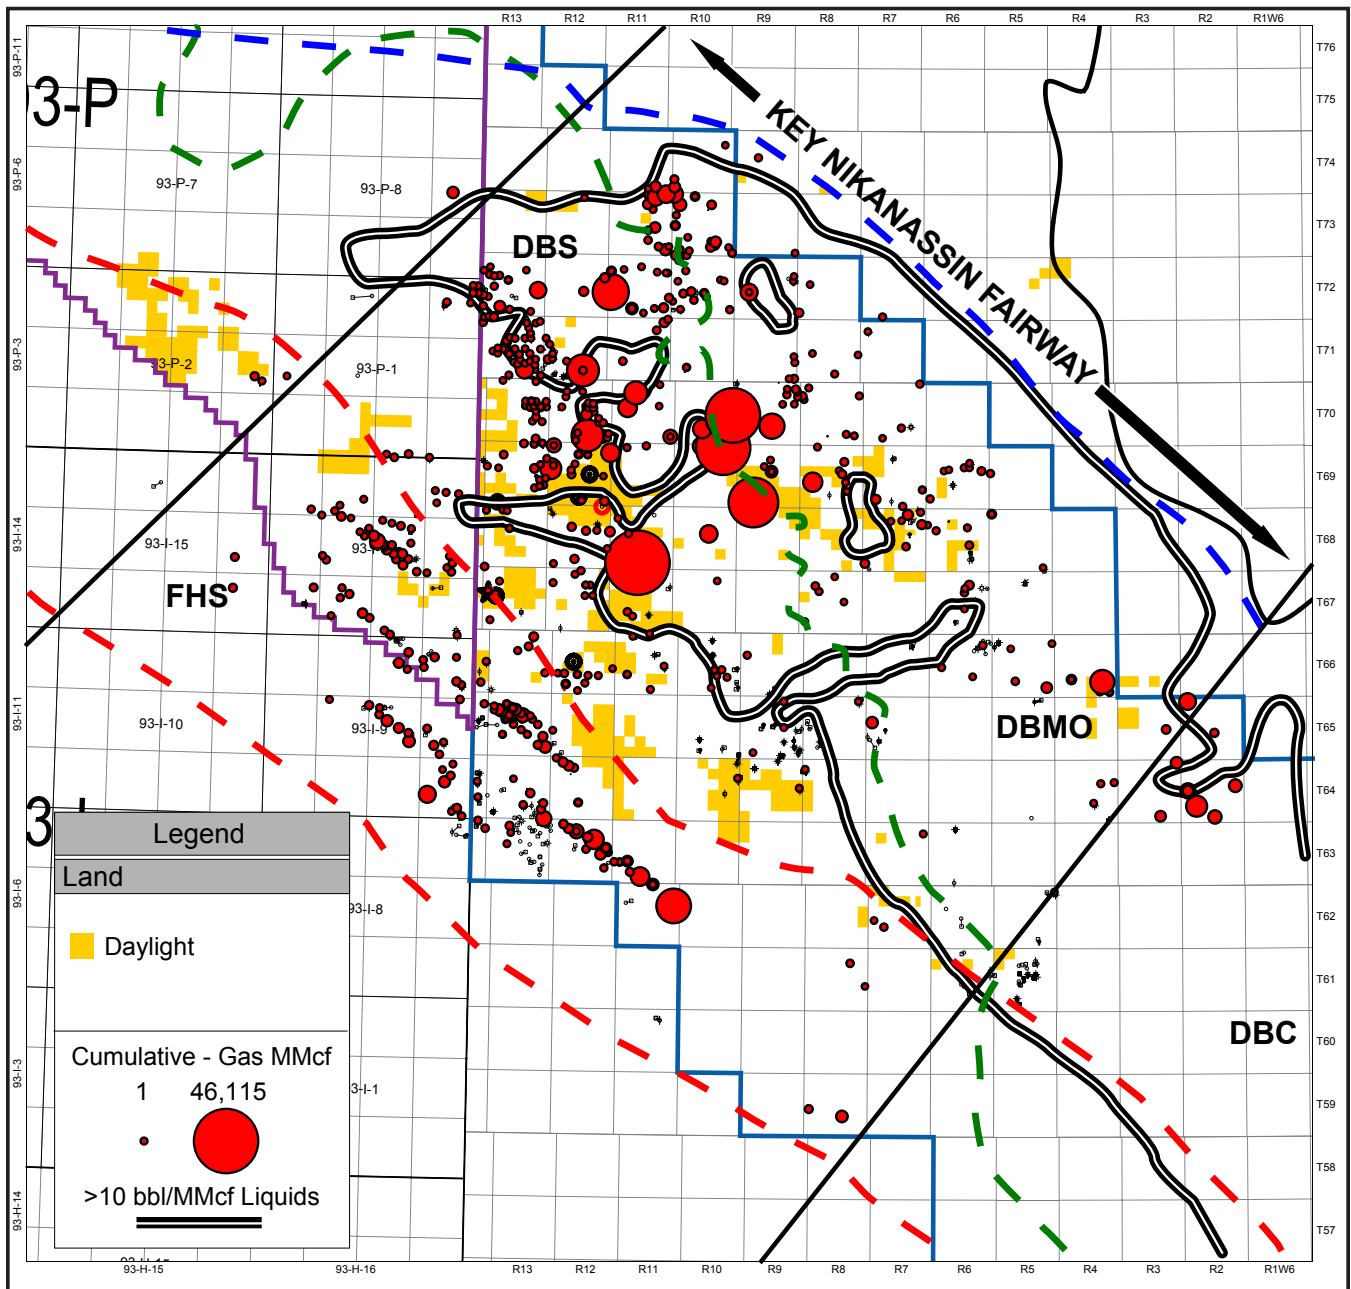 R13 R12 R11 R10 R9 R8 R7 R6 R5 R4 R3 R2 R1W6
93-P-11
T76
T75
03-P
KEY NIKANASSIN FAIRWAY
93-P-6
T74
93-P-7
93-P-8
T73
DBS
T72
93-P-3
T71
93-P-2
93-P-1
T70
T69
93-I-14
93-I-15
T68
FHS
T67
T66
93-I-11
93-I-10
93-I-9
T65
DBMO
T64
Legend
T63
Land
93-I-6
93-I-8
T62
Daylight
T61
DBC
T60
Cumulative - Gas MMcf
93-I-3
93-I-1
1 46,115
T59
T58
>10 bbl/MMcf Liquids
93-H-14
T57
93-H-15 93-H-16 R13 R12 R11 R10 R9 R8 R7 R6 R5 R4 R3 R2 R1W6